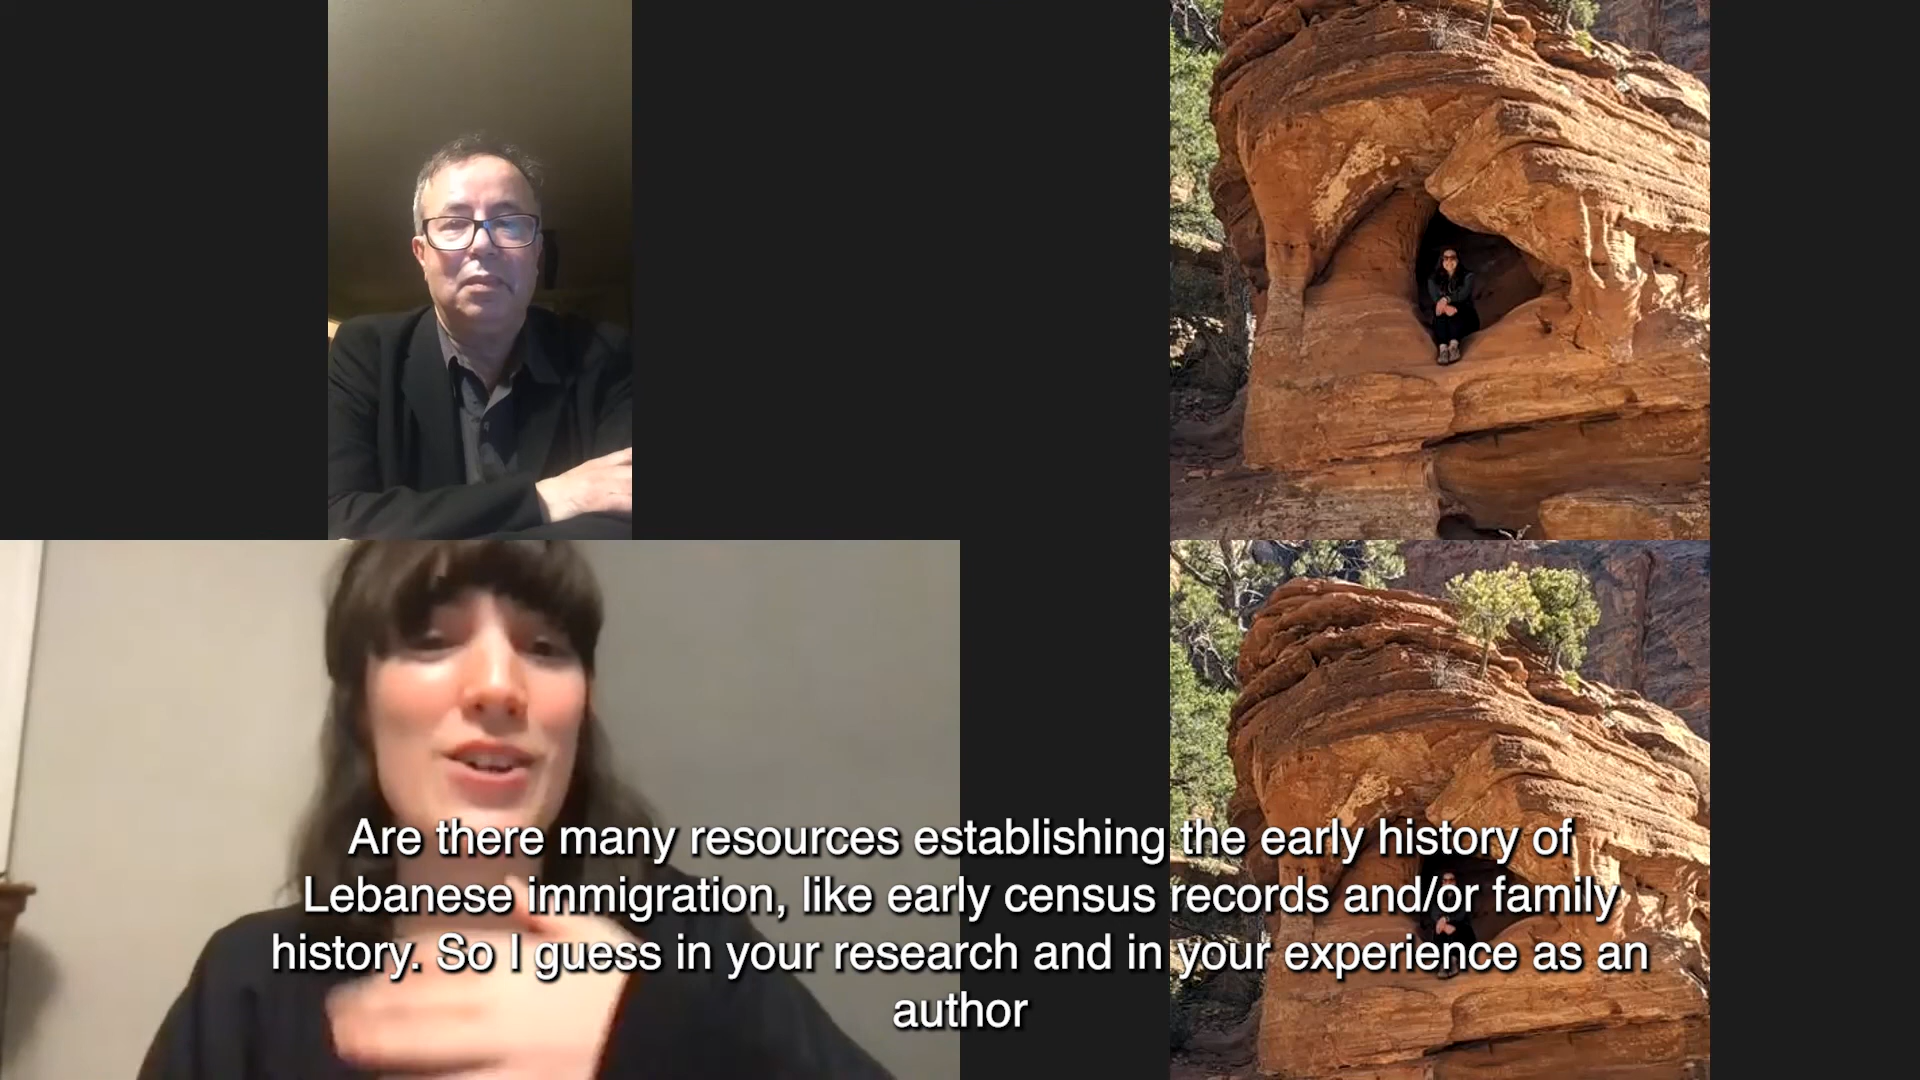 Are there many resources establishing the early history of
Lebanese immigration, like early census records and/or family
history. So I guess in your research and in your experience as an
author